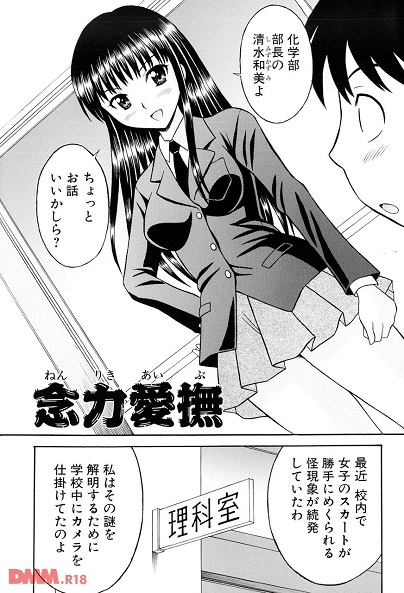 化学部
部長の
清水和美よ
しみずかずみ
ちょっと
お話
いいかしら？
ねんりきあいぶ
念力愛撫
最近 校内で
女子のスカートが
勝手にめくられる
怪現象が続発
していたわ
理科室
私はその謎を
解明するために
学校中にカメラを
仕掛けてたのよ
DMM.R18